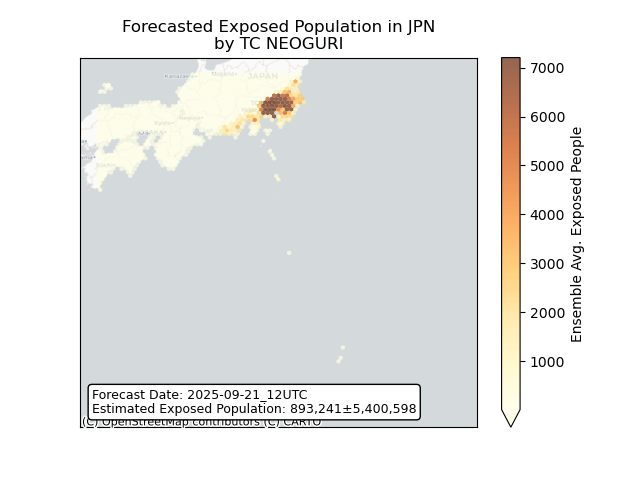 Forecasted Exposed Population in JPN
by TC NEOGURI
JAPAN
7000
6000
5000
4000
3000
2000
1000
Ensemble Avg. Exposed People
Forecast Date: 2025-09-21_12UTC
Estimated Exposed Population: 893,241±5,400,598
(C) OpenStreetMap contributors (C) CARTO